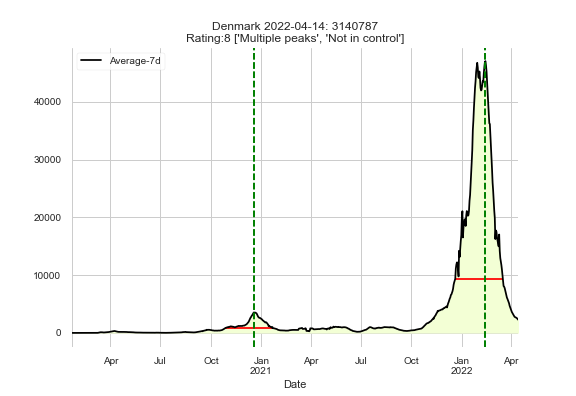 Denmark 2022-04-14: 3140787
Rating:8 ['Multiple peaks', 'Not in control']
Average-7d
40000
30000
20000
10000
0
Apr Jul Oct Jan Apr Jul Oct Jan Apr
2021 2022
Date